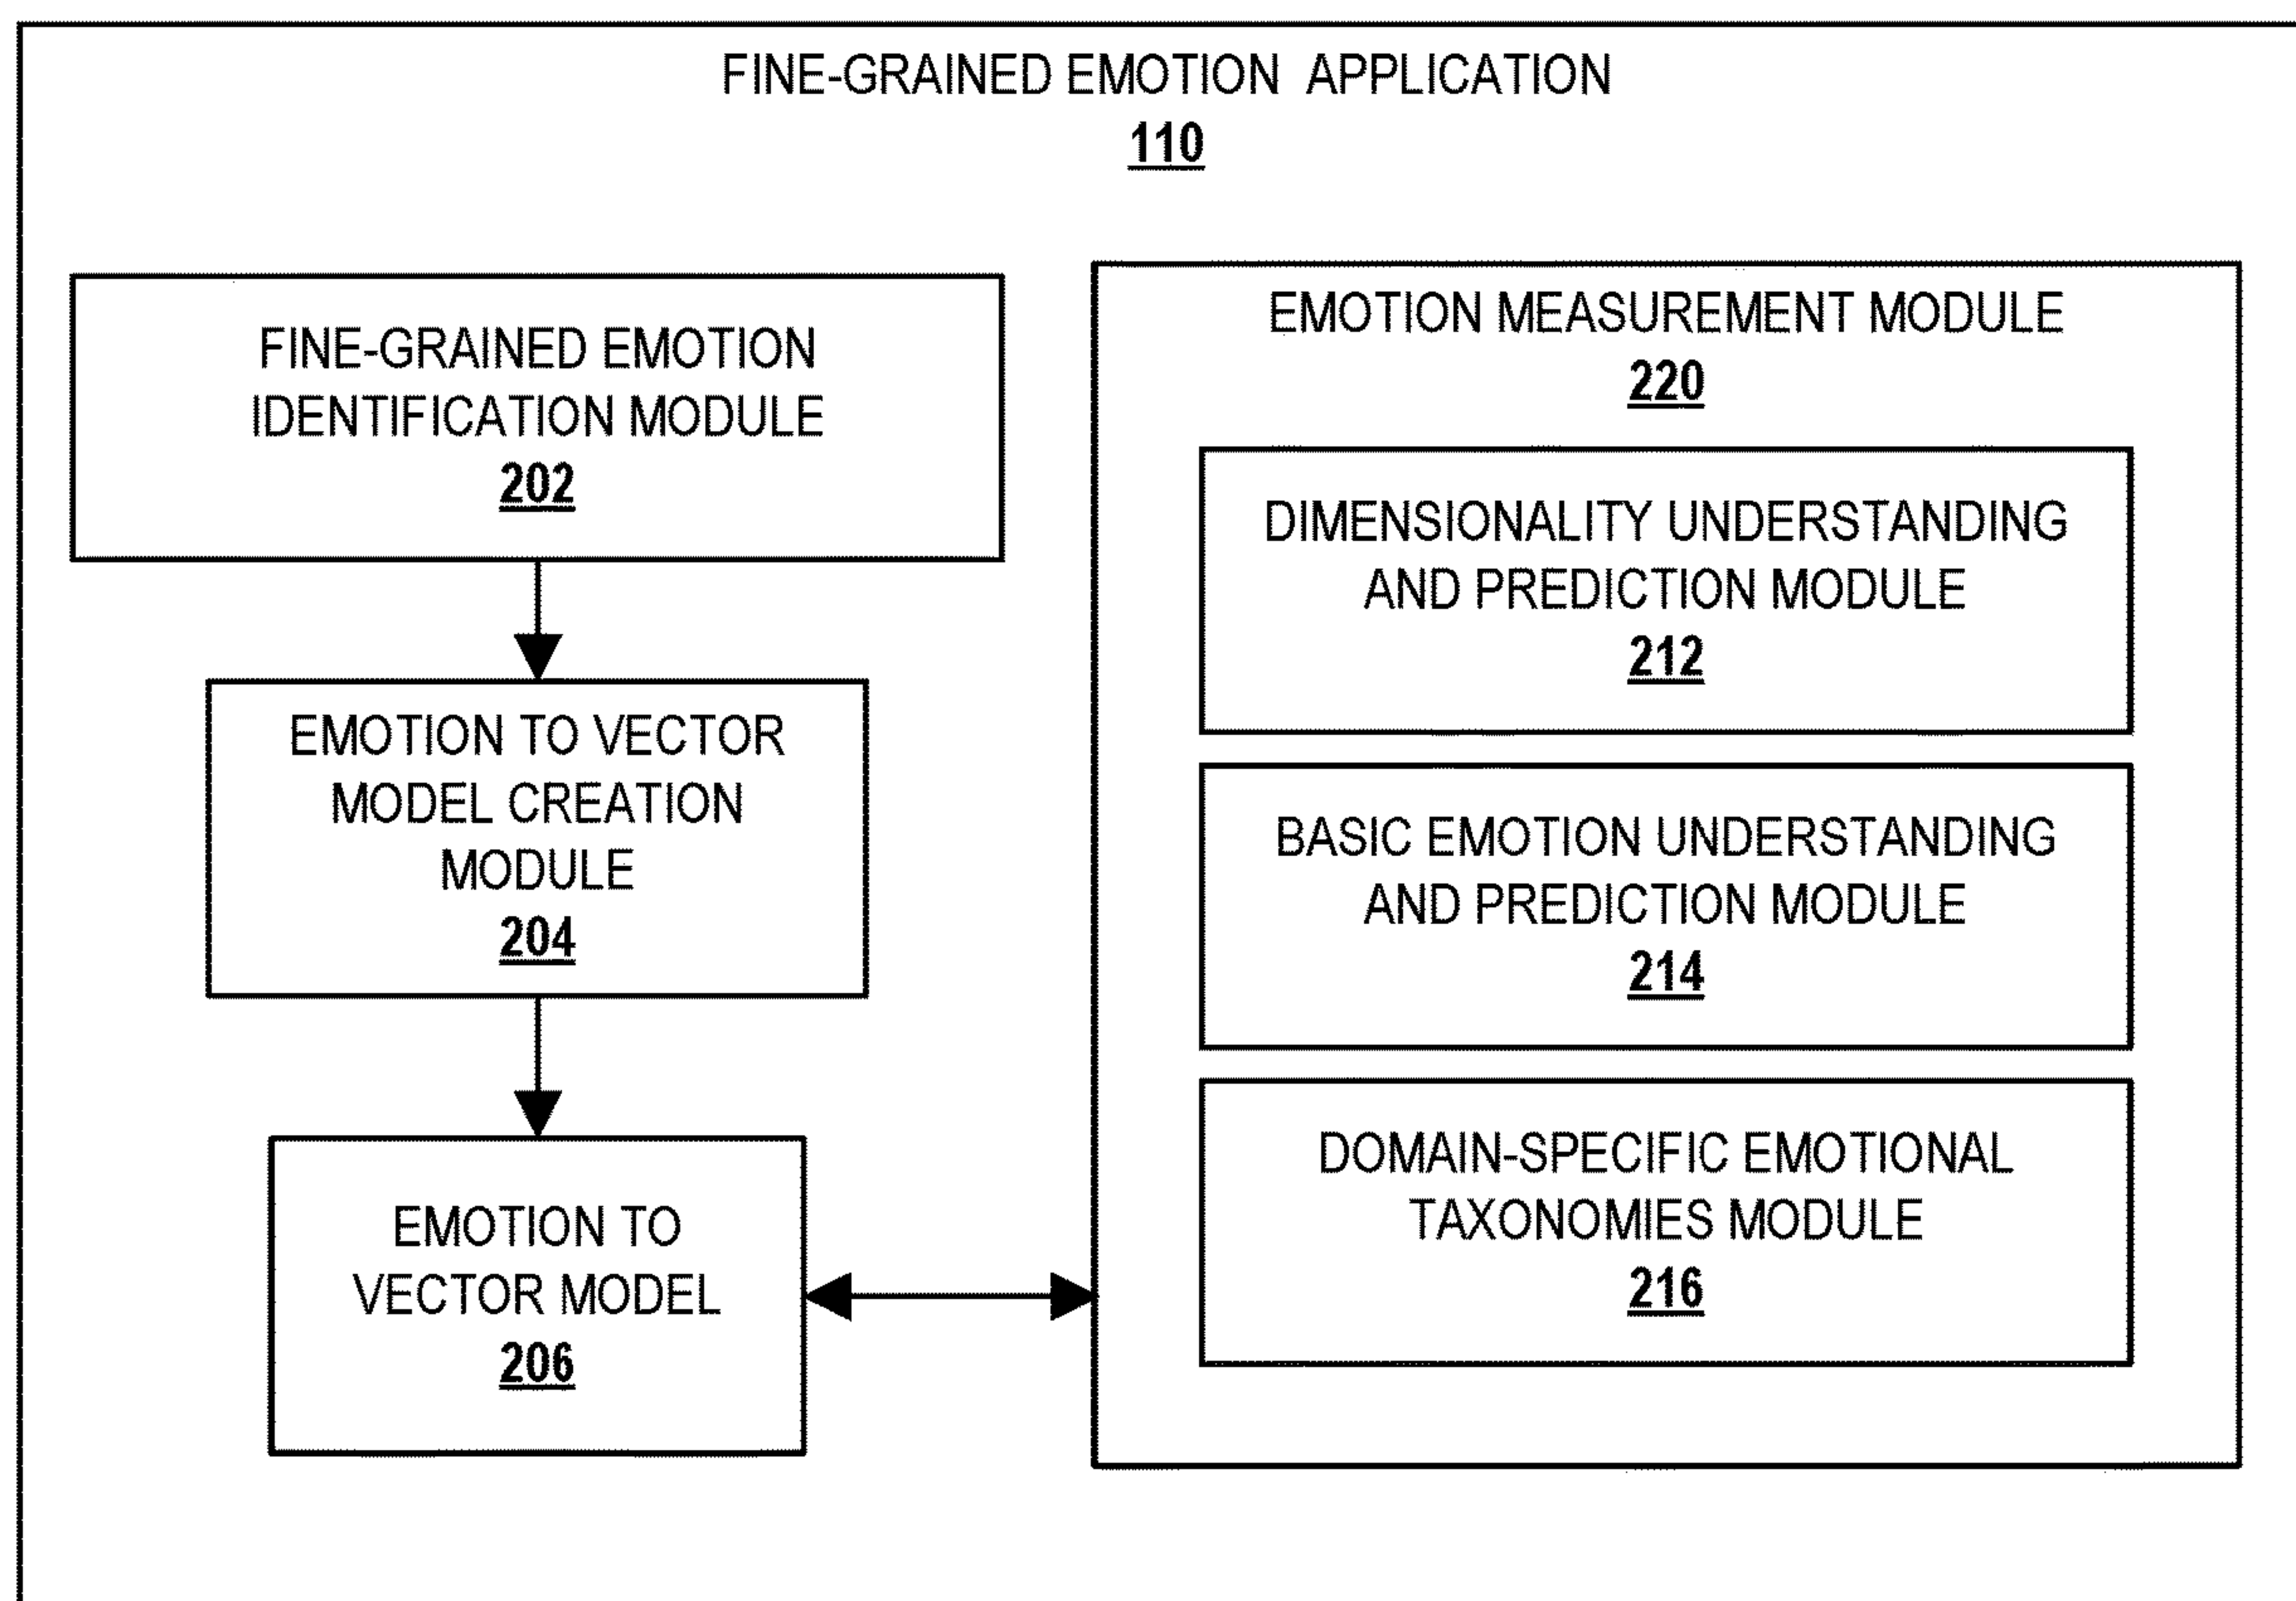 FINE-GRAINED EMOTION APPLICATION
110
FINE-GRAINED EMOTION
IDENTIFICATION MODULE
202
EMOTION TO VECTOR
MODEL CREATION
MODULE
204
EMOTION TO
VECTOR MODEL
206
EMOTION MEASUREMENT MODULE
220
DIMENSIONALITY UNDERSTANDING
AND PREDICTION MODULE
212
BASIC EMOTION UNDERSTANDING
AND PREDICTION MODULE
214
DOMAIN-SPECIFIC EMOTIONAL
TAXONOMIES MODULE
216